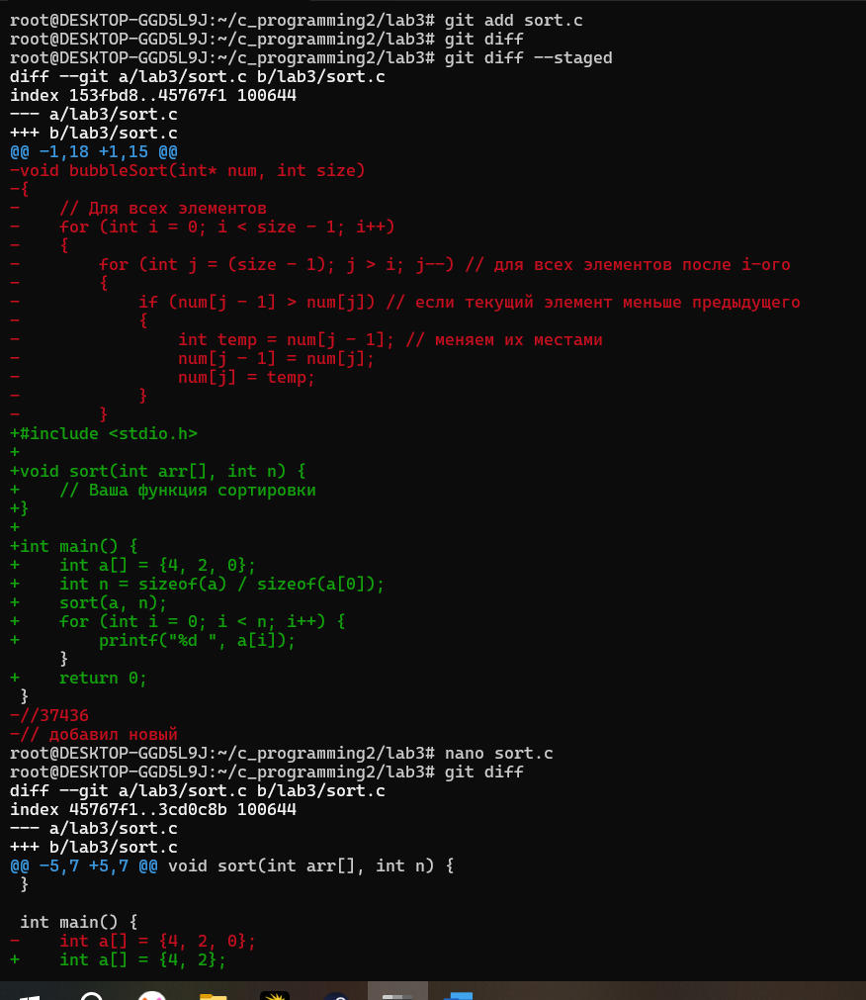 root@DESKTOP-GGD5L9J:~/c_programming2/lab3# git add sort.c
root@DESKTOP-GGD5L9J:~/c_programming2/lab3# git diff
root@DESKTOP-GGD5L9J:~/c_programming2/lab3# git diff --staged
diff --git a/lab3/sort.c b/lab3/sort.c
index 153fbd8..45767f1 100644
--- a/lab3/sort.c
+++ b/lab3/sort.c
@@ -1,18 +1,15 @@
-void bubbleSort(int* num, int size)
-{
-    // Для всех элементов
-    for (int i = 0; i < size - 1; i++)
-    {
-        for (int j = (size - 1); j > i; j--) // для всех элементов после i-ого
-        {
-            if (num[j - 1] > num[j]) // если текущий элемент меньше предыдущего
-            {
-                int temp = num[j - 1]; // меняем их местами
-                num[j - 1] = num[j];
-                num[j] = temp;
-            }
-        }
+#include <stdio.h>
+
+void sort(int arr[], int n) {
+    // Ваша функция сортировки
+}
+
+int main() {
+    int a[] = {4, 2, 0};
+    int n = sizeof(a) / sizeof(a[0]);
+    sort(a, n);
+    for (int i = 0; i < n; i++) {
+        printf("%d ", a[i]);
     }
+    return 0;
 }
-//37436
-// добавил новый
root@DESKTOP-GGD5L9J:~/c_programming2/lab3# nano sort.c
root@DESKTOP-GGD5L9J:~/c_programming2/lab3# git diff
diff --git a/lab3/sort.c b/lab3/sort.c
index 45767f1..3cd0c8b 100644
--- a/lab3/sort.c
+++ b/lab3/sort.c
@@ -5,7 +5,7 @@ void sort(int arr[], int n) {
 }

 int main() {
-    int a[] = {4, 2, 0};
+    int a[] = {4, 2};